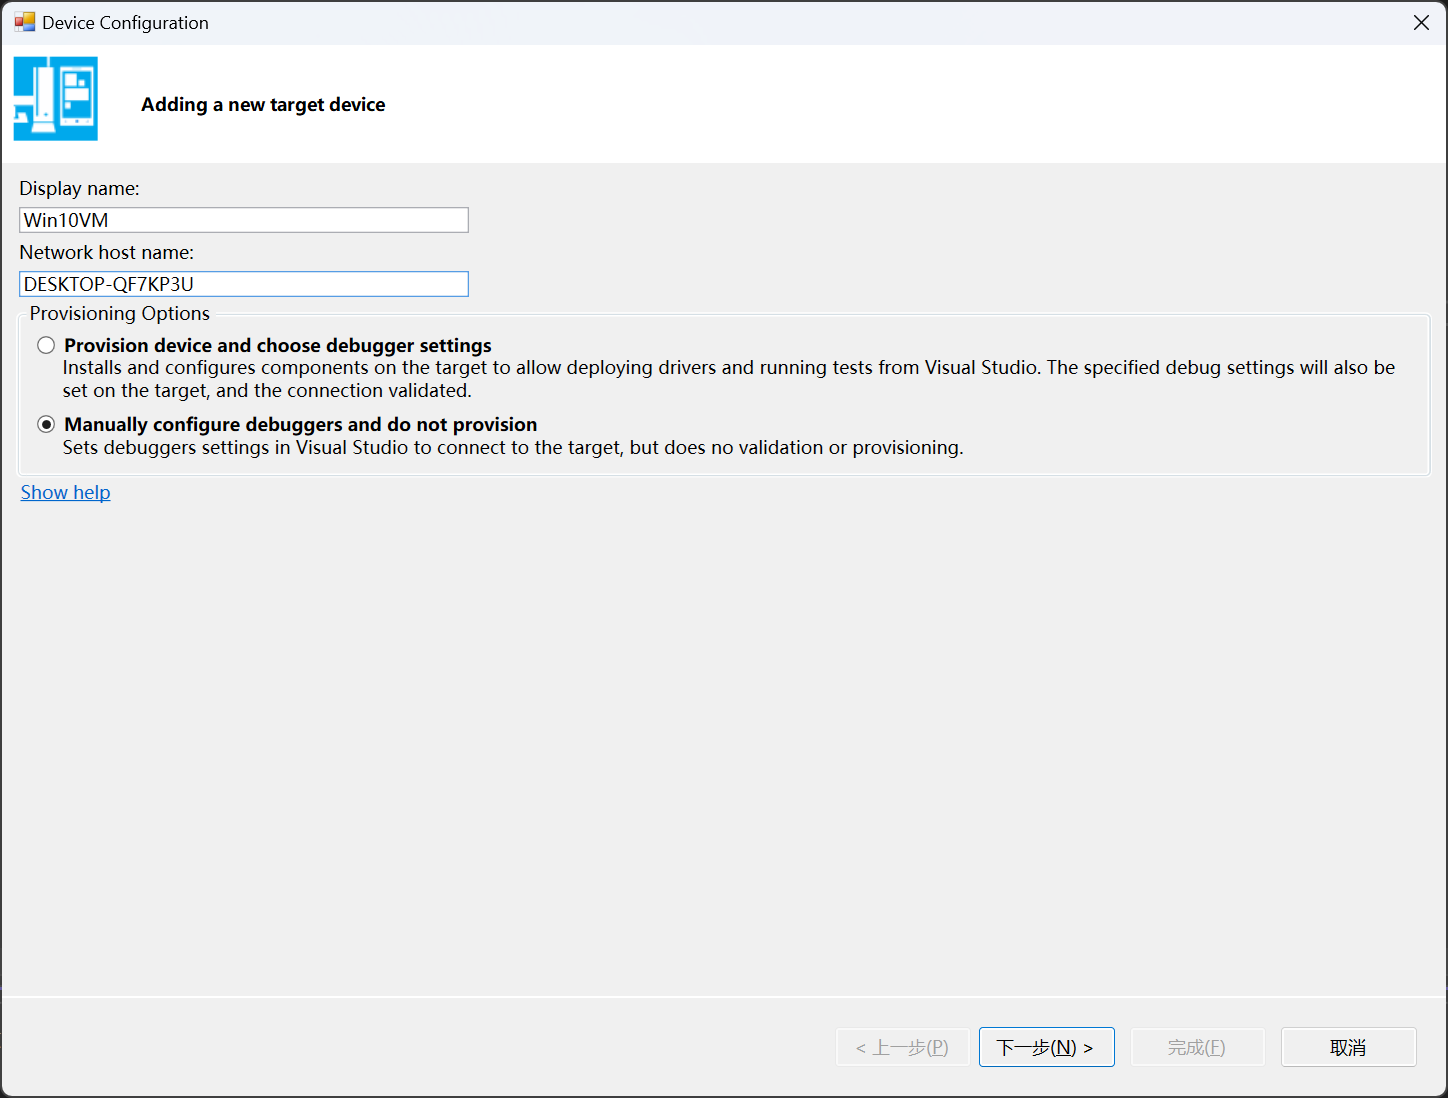 Device Configuration
Adding a new target device
Display name:
Win10VM
Network host name:
DESKTOP-QF7KP3U
Provisioning Options
Provision device and choose debugger settings
Installs and configures components on the target to allow deploying drivers and running tests from Visual Studio. The specified debug settings will also be
set on the target, and the connection validated.
Manually configure debuggers and do not provision
Sets debuggers settings in Visual Studio to connect to the target, but does no validation or provisioning.
Show help
< 上一步(P) 下一步(N) > 完成(F) 取消